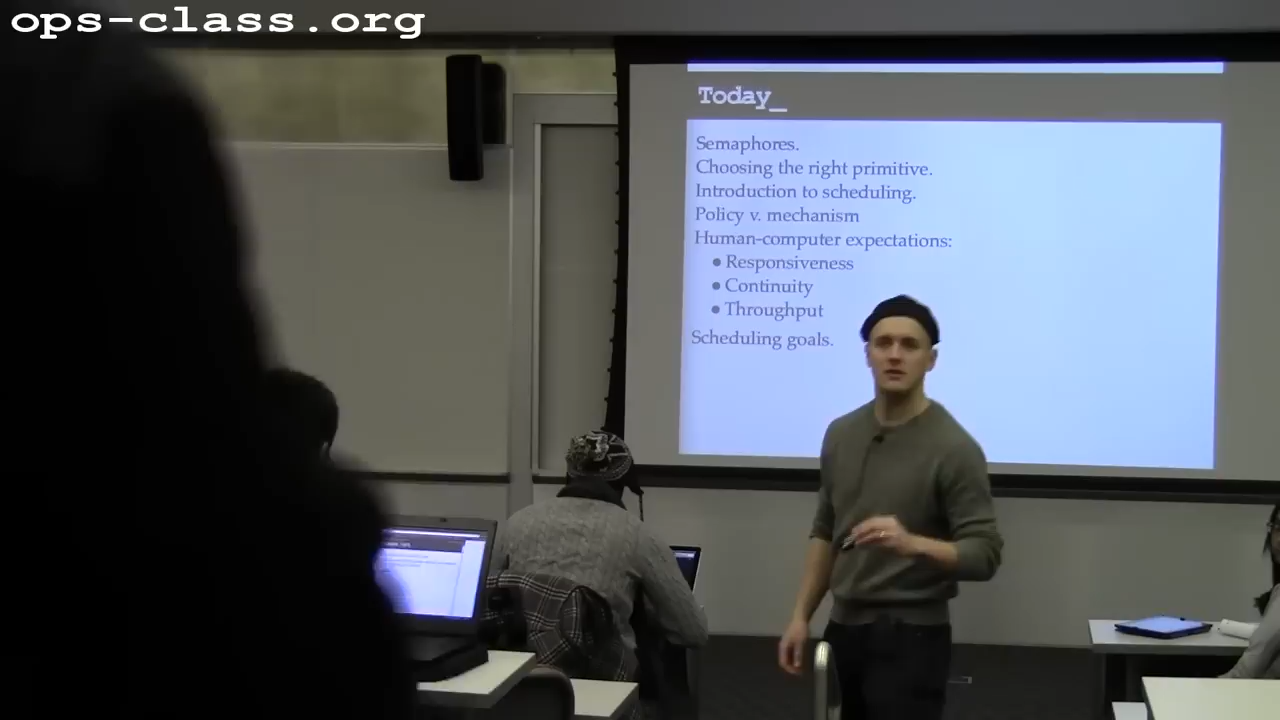 ops-class.org
Today_
Semaphores.
Choosing the right primitive.
Introduction to scheduling.
Policy v. mechanism
Human-computer expectations:
• Responsiveness
• Continuity
• Throughput
Scheduling goals.